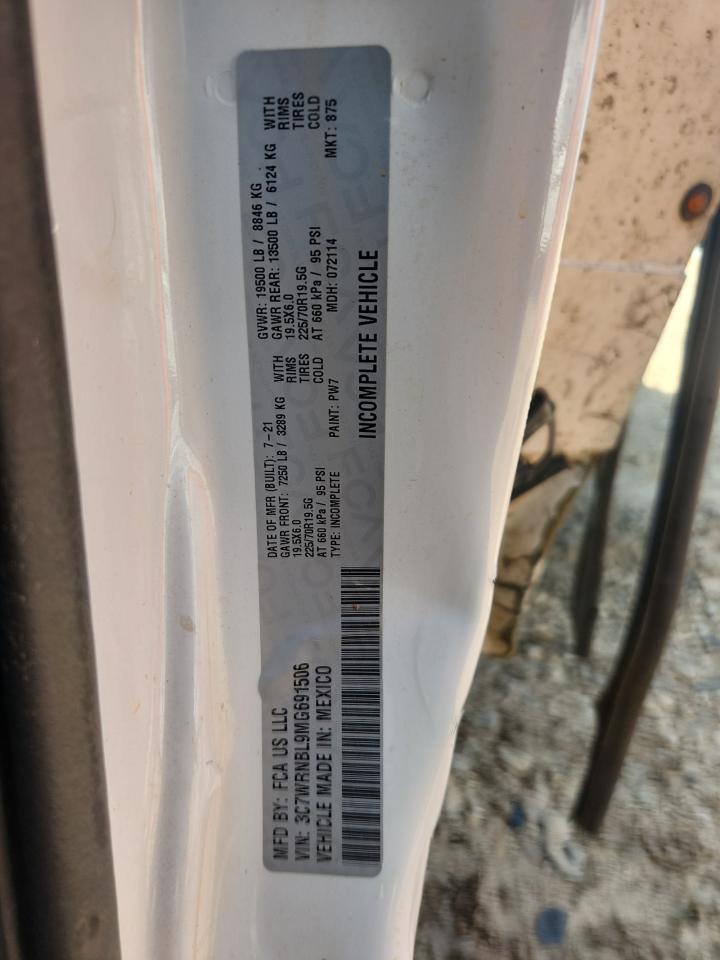 MFD BY: FCA US LLC
VIN: 3C7WRNBL9MG691506
VEHICLE MADE IN: MEXICO
DATE OF MFR (BUILT): 7-21
GAWR FRONT: 7250 LB / 3289 KG WITH
19.5X6.0 RIMS
225/70R19.5G TIRES
AT 660 kPa / 95 PSI COLD
TYPE: INCOMPLETE PAINT: PW7
GVWR: 19500 LB / 8846 KG
GAWR REAR: 13500 LB / 6124 KG WITH
19.5X6.0 RIMS
225/70R19.5G TIRES
AT 660 kPa / 95 PSI COLD
MDH: 072114 MKT: 875
INCOMPLETE VEHICLE